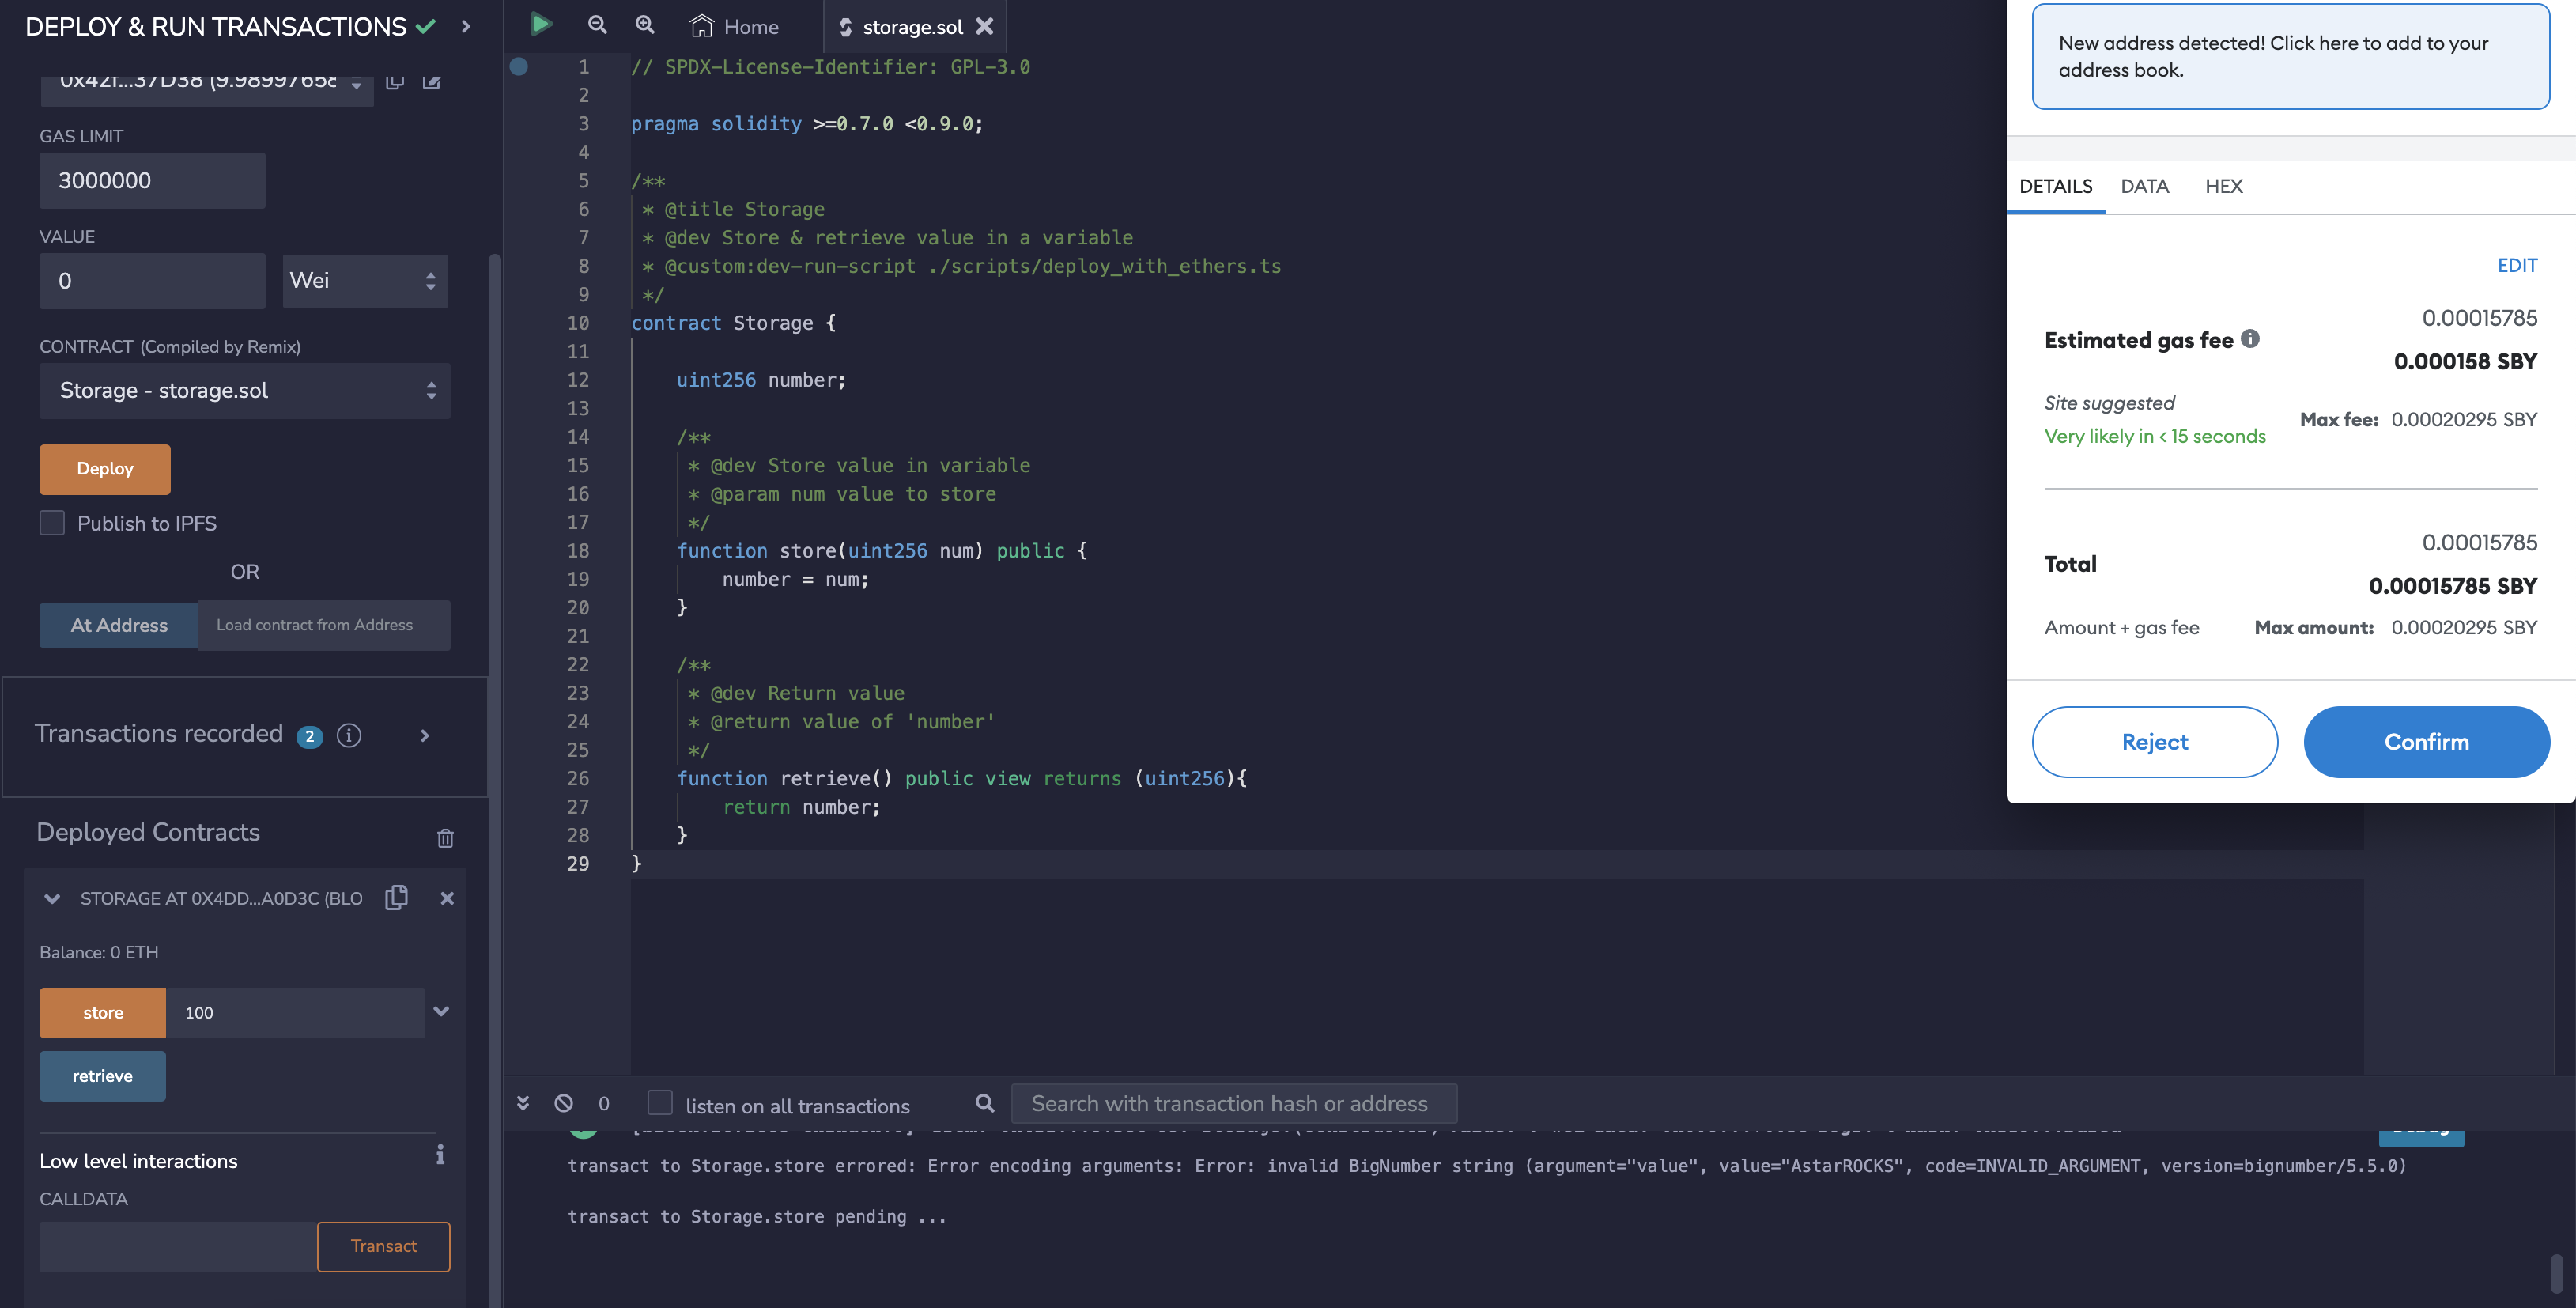 DEPLOY & RUN TRANSACTIONS
GAS LIMIT
3000000
VALUE
0
Wei
CONTRACT (Compiled by Remix)
Storage - storage.sol
Deploy
Publish to IPFS
OR
At Address
Load contract from Address
Transactions recorded 2
Deployed Contracts
STORAGE AT 0X4DD...A0D3C (BLO
Balance: 0 ETH
store
100
retrieve
Low level interactions
CALLDATA
Transact
Home
storage.sol
1 // SPDX-License-Identifier: GPL-3.0
2
3 pragma solidity >=0.7.0 <0.9.0;
4
5 /**
6 * @title Storage
7 * @dev Store & retrieve value in a variable
8 * @custom:dev-run-script ./scripts/deploy_with_ethers.ts
9 */
10 contract Storage {
11
12 uint256 number;
13
14 /**
15 * @dev Store value in variable
16 * @param num value to store
17 */
18 function store(uint256 num) public {
19 number = num;
20 }
21
22 /**
23 * @dev Return value
24 * @return value of 'number'
25 */
26 function retrieve() public view returns (uint256){
27 return number;
28 }
29 }
0
listen on all transactions
Search with transaction hash or address
transact to Storage.store errored: Error encoding arguments: Error: invalid BigNumber string (argument="value", value="AstarROCKS", code=INVALID_ARGUMENT, version=bignumber/5.5.0)
transact to Storage.store pending ...
New address detected! Click here to add to your
address book.
DETAILS
DATA
HEX
EDIT
0.00015785
Estimated gas fee
0.000158 SBY
Site suggested
Max fee: 0.00020295 SBY
Very likely in < 15 seconds
0.00015785
Total
0.00015785 SBY
Amount + gas fee
Max amount: 0.00020295 SBY
Reject
Confirm